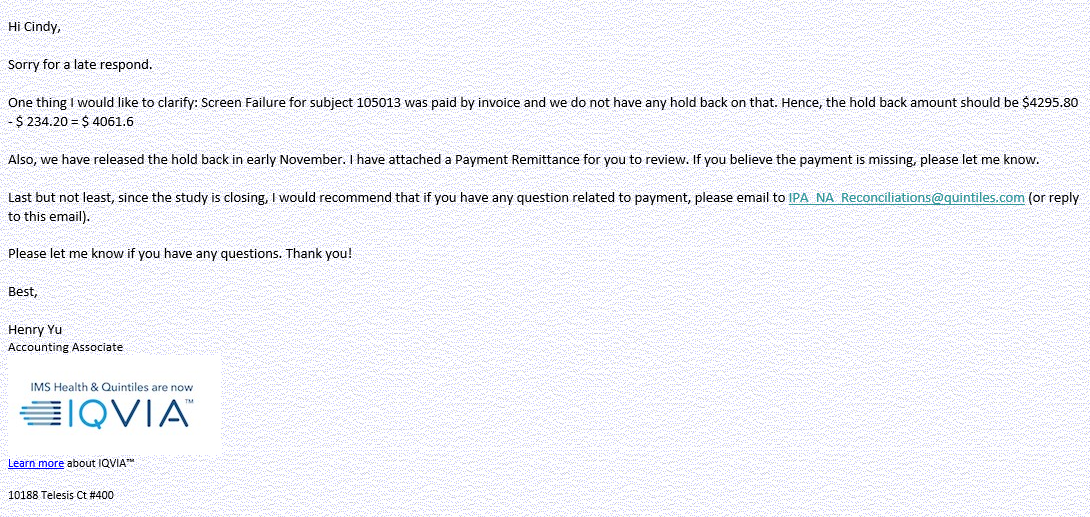 Hi Cindy,
Sorry for a late respond.
One thing I would like to clarify: Screen Failure for subject 105013 was paid by invoice and we do not have any hold back on that. Hence, the hold back amount should be $4295.80
- $ 234.20 = $ 4061.6
Also, we have released the hold back in early November. I have attached a Payment Remittance for you to review. If you believe the payment is missing, please let me know.
Last but not least, since the study is closing, I would recommend that if you have any question related to payment, please email to IPA_NA_Reconciliations@quintiles.com (or reply
to this email).
Please let me know if you have any questions. Thank you!
Best,
Henry Yu
Accounting Associate
IMS Health & Quintiles are now
IQVIA™
Learn more about IQVIA™
10188 Telesis Ct #400